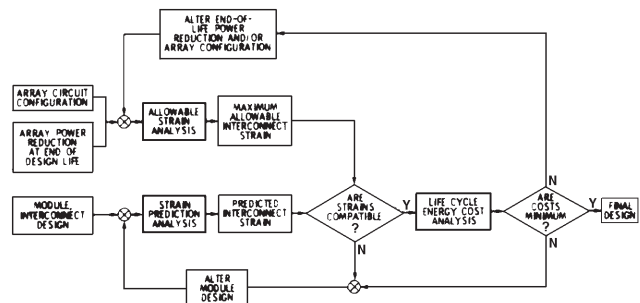 ALTER END-OF-
LIFE POWER
REDUCTION AND/OR
ARRAY CONFIGURATION
ARRAY CIRCUIT
CONFIGURATION
ARRAY POWER
REDUCTION
AT END OF
DESIGN LIFE
ALLOWABLE
STRAIN
ANALYSIS
MAXIMUM
ALLOWABLE
INTERCONNECT
STRAIN
MODULE,
INTERCONNECT
DESIGN
STRAIN
PREDICTION
ANALYSIS
PREDICTED
INTERCONNECT
STRAIN
ARE
STRAINS
COMPATIBLE
?
Y
N
LIFE CYCLE
ENERGY COST
ANALYSIS
N
ARE
COSTS
MINIMUM
?
Y
N
FINAL
DESIGN
ALTER
MODULE
DESIGN